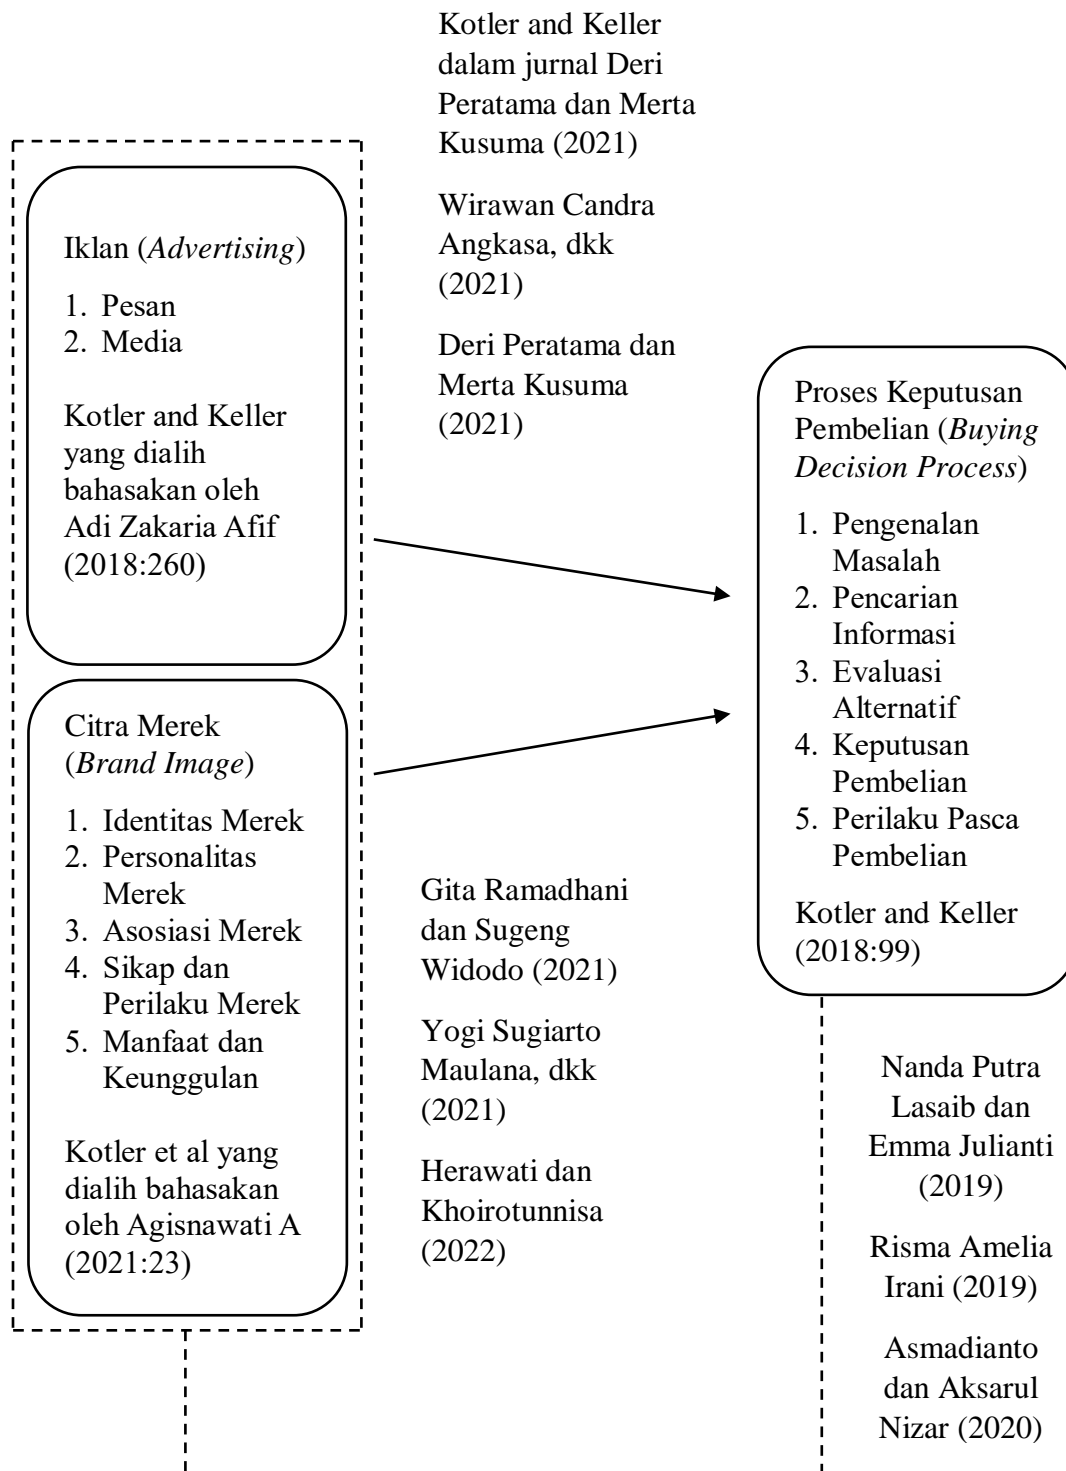 Kotler and Keller
dalam jurnal Deri
Peratama dan Merta
Kusuma (2021)
Wirawan Candra
Angkasa, dkk
(2021)
Deri Peratama dan
Merta Kusuma
(2021)
Iklan (Advertising)
1. Pesan
2. Media
Kotler and Keller
yang dialih
bahasakan oleh
Adi Zakaria Afif
(2018:260)
Citra Merek
(Brand Image)
1. Identitas Merek
2. Personalitas
Merek
3. Asosiasi Merek
4. Sikap dan
Perilaku Merek
5. Manfaat dan
Keunggulan
Kotler et al yang
dialih bahasakan
oleh Agisnawati A
(2021:23)
Gita Ramadhani
dan Sugeng
Widodo (2021)
Yogi Sugiarto
Maulana, dkk
(2021)
Herawati dan
Khoirotunnisa
(2022)
Proses Keputusan
Pembelian (Buying
Decision Process)
1. Pengenalan
Masalah
2. Pencarian
Informasi
3. Evaluasi
Alternatif
4. Keputusan
Pembelian
5. Perilaku Pasca
Pembelian
Kotler and Keller
(2018:99)
Nanda Putra
Lasaib dan
Emma Julianti
(2019)
Risma Amelia
Irani (2019)
Asmadianto
dan Aksarul
Nizar (2020)